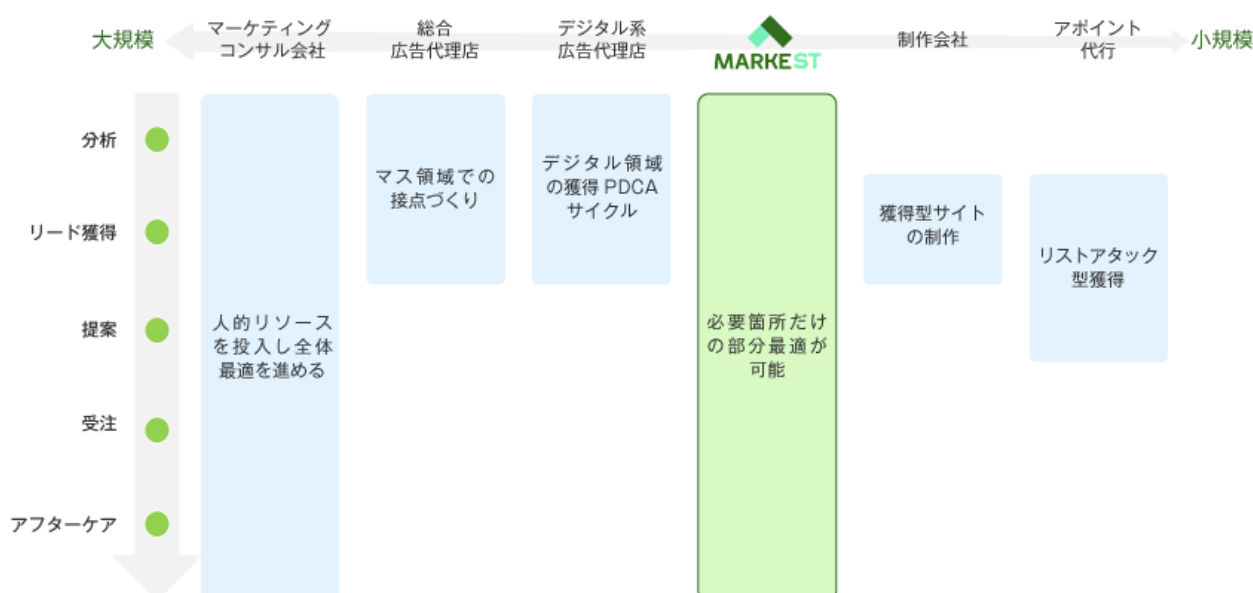 大規模
マーケティング
コンサル会社
総合
広告代理店
デジタル系
広告代理店
MARKEST
制作会社
アポイント
代行
小規模
分析
リード獲得
提案
受注
アフターケア
人的リソース
を投入し全体
最適を進める
マス領域での
接点づくり
デジタル領域
の獲得 PDCA
サイクル
必要箇所だけ
の部分最適が
可能
獲得型サイト
の制作
リストアタック
型獲得